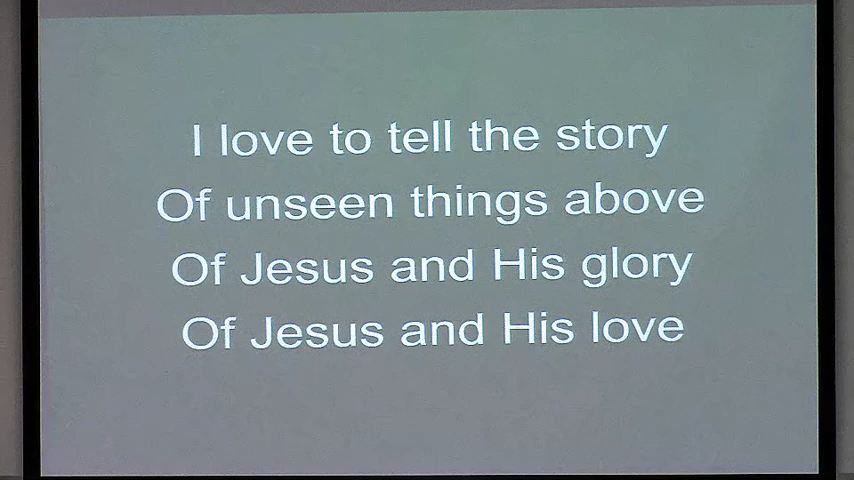 I love to tell the story
Of unseen things above
Of Jesus and His glory
Of Jesus and His love